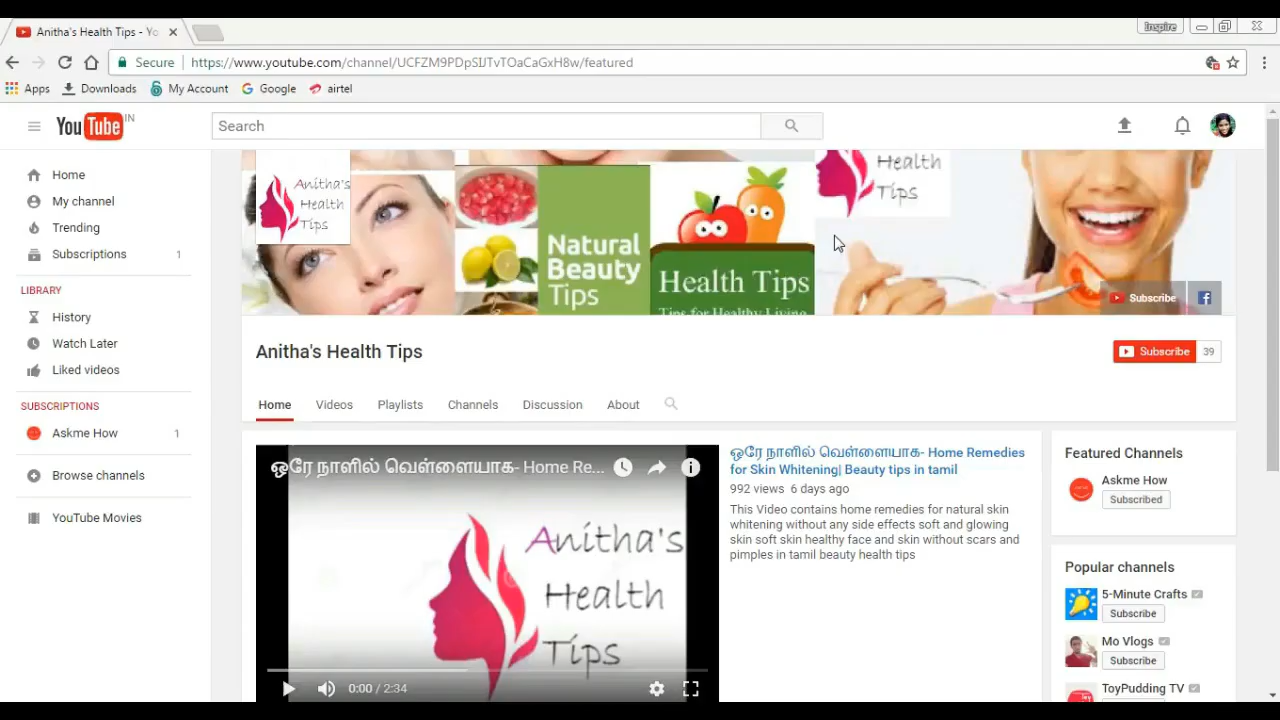 Anitha's Health Tips - Yo
Inspire
Secure
https://www.youtube.com/channel/UCFZM9PDpSIJTvTOaCaGxH8w/featured
Apps
Downloads
My Account
Google
airtel
YouTube IN
Search
Home
My channel
Trending
Subscriptions 1
LIBRARY
History
Watch Later
Liked videos
SUBSCRIPTIONS
Askme How 1
Browse channels
YouTube Movies
Anitha's
Health
Tips
Natural
Beauty
Tips
Health Tips
Tips for Healthy Living
Health
Tips
Subscribe
Anitha's Health Tips
Subscribe 39
Home
Videos
Playlists
Channels
Discussion
About
ஒரே நாளில் வெள்ளையாக- Home Re...
Anitha's
Health
Tips
0:00 / 2:34
ஒரே நாளில் வெள்ளையாக- Home Remedies
for Skin Whitening| Beauty tips in tamil
992 views 6 days ago
This Video contains home remedies for natural skin
whitening without any side effects soft and glowing
skin soft skin healthy face and skin without scars and
pimples in tamil beauty health tips
Featured Channels
Askme How
Subscribed
Popular channels
5-Minute Crafts
Subscribe
Mo Vlogs
Subscribe
ToyPudding TV